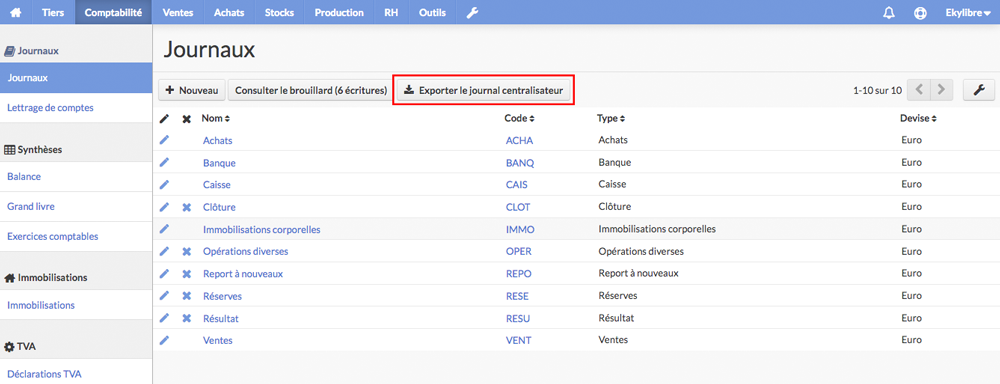 Tiers Comptabilité Ventes Achats Stocks Production RH Outils Ekylibre
Journaux
Journaux
Lettrage de comptes
Synthèses
Balance
Grand livre
Exercices comptables
Immobilisations
Immobilisations
TVA
Déclarations TVA
Journaux
Nouveau Consulter le brouillard (6 écritures) Exporter le journal centralisateur 1-10 sur 10
Nom Code Type Devise
Achats ACHA Achats Euro
Banque BANQ Banque Euro
Caisse CAIS Caisse Euro
Clôture CLOT Clôture Euro
Immobilisations corporelles IMMO Immobilisations corporelles Euro
Opérations diverses OPER Opérations diverses Euro
Report à nouveaux REPO Report à nouveaux Euro
Réserves RESE Réserves Euro
Résultat RESU Résultat Euro
Ventes VENT Ventes Euro